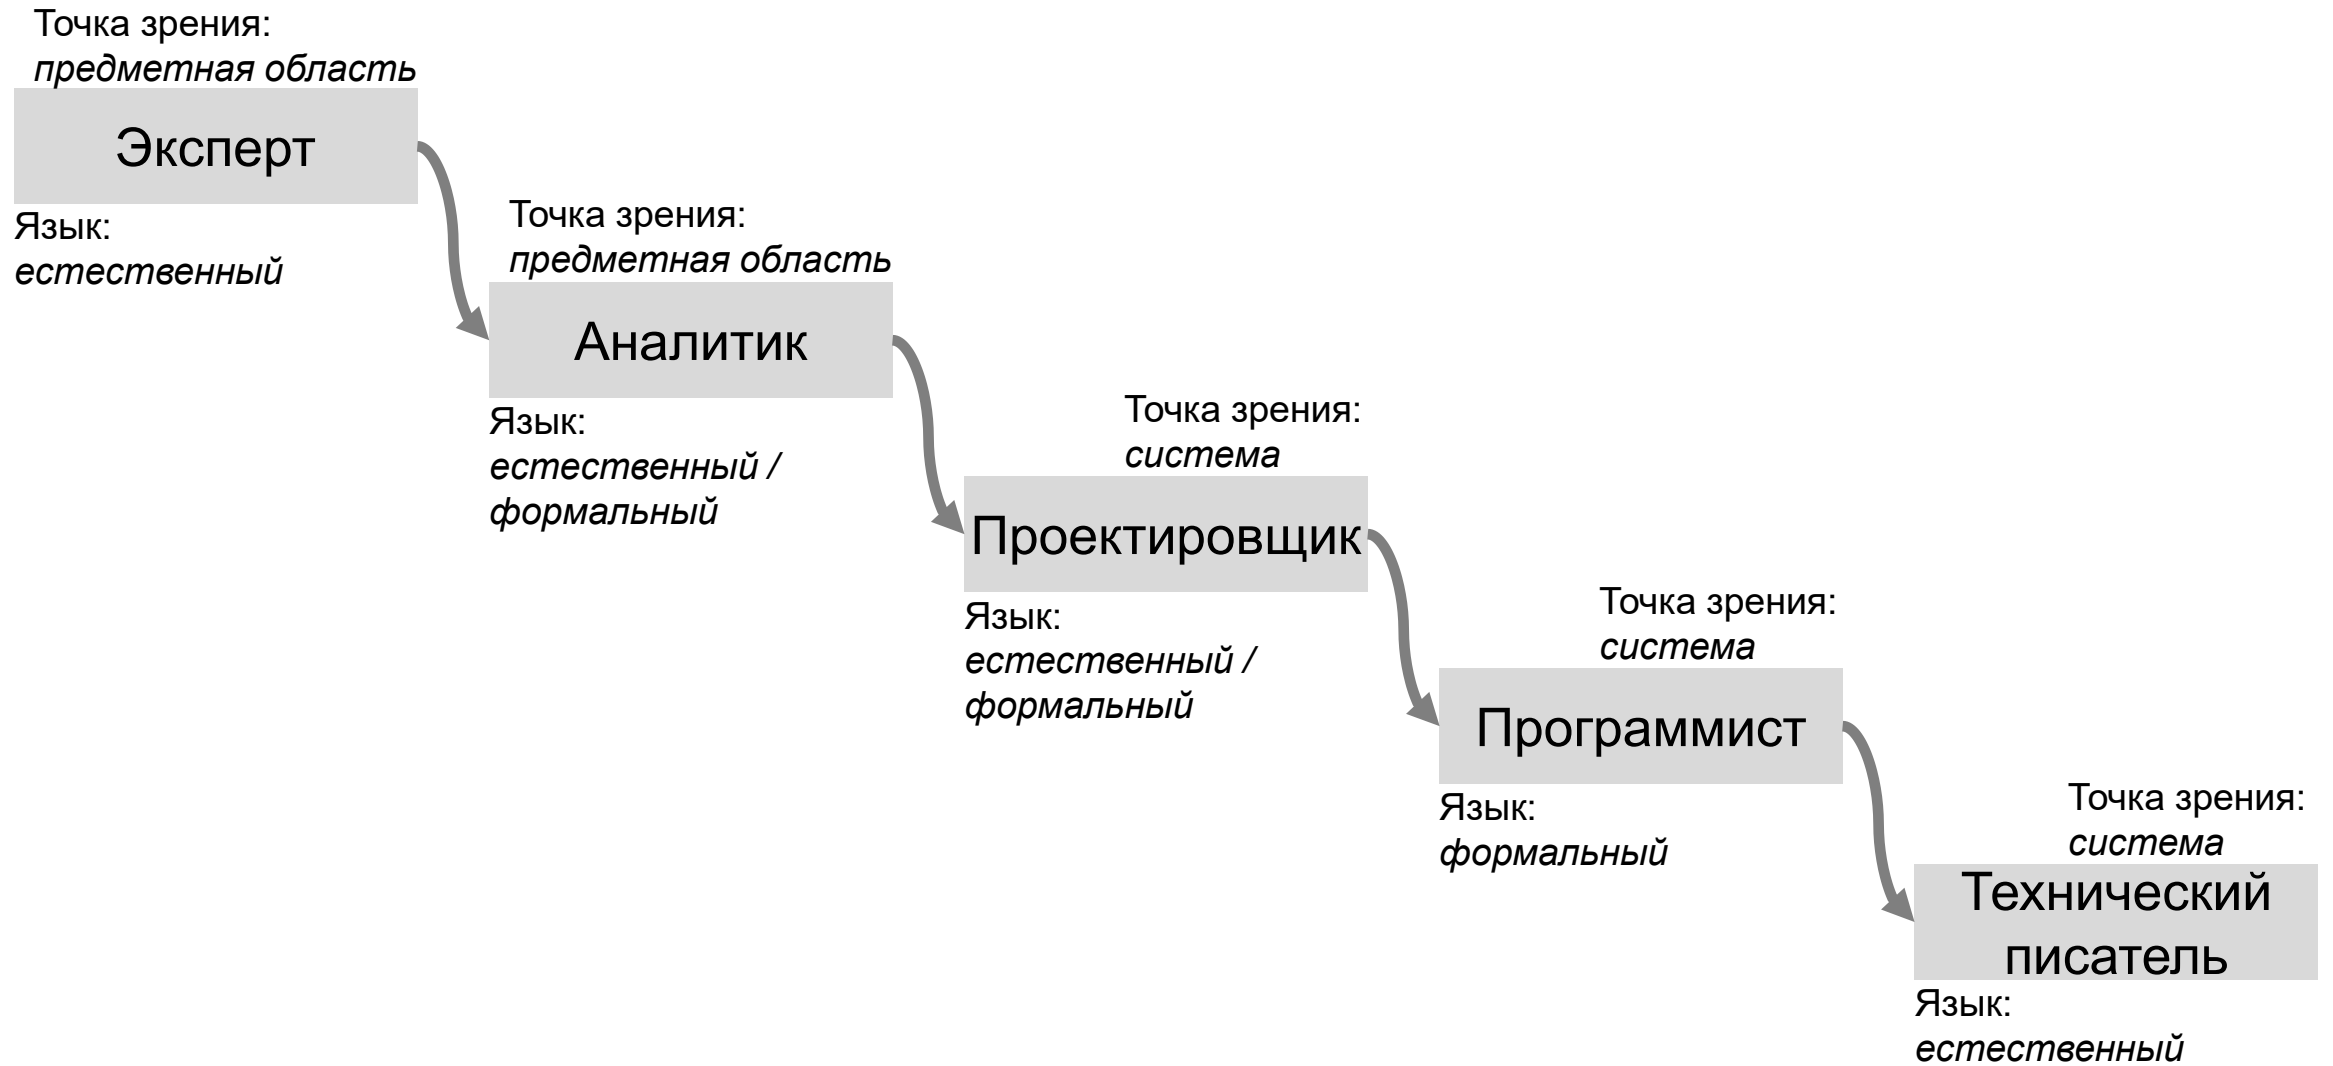 Точка зрения:
предметная область
Эксперт
Язык:
естественный
Точка зрения:
предметная область
Аналитик
Язык:
естественный /
формальный
Точка зрения:
система
Проектировщик
Язык:
естественный /
формальный
Точка зрения:
система
Программист
Язык:
формальный
Точка зрения:
система
Технический
писатель
Язык:
естественный